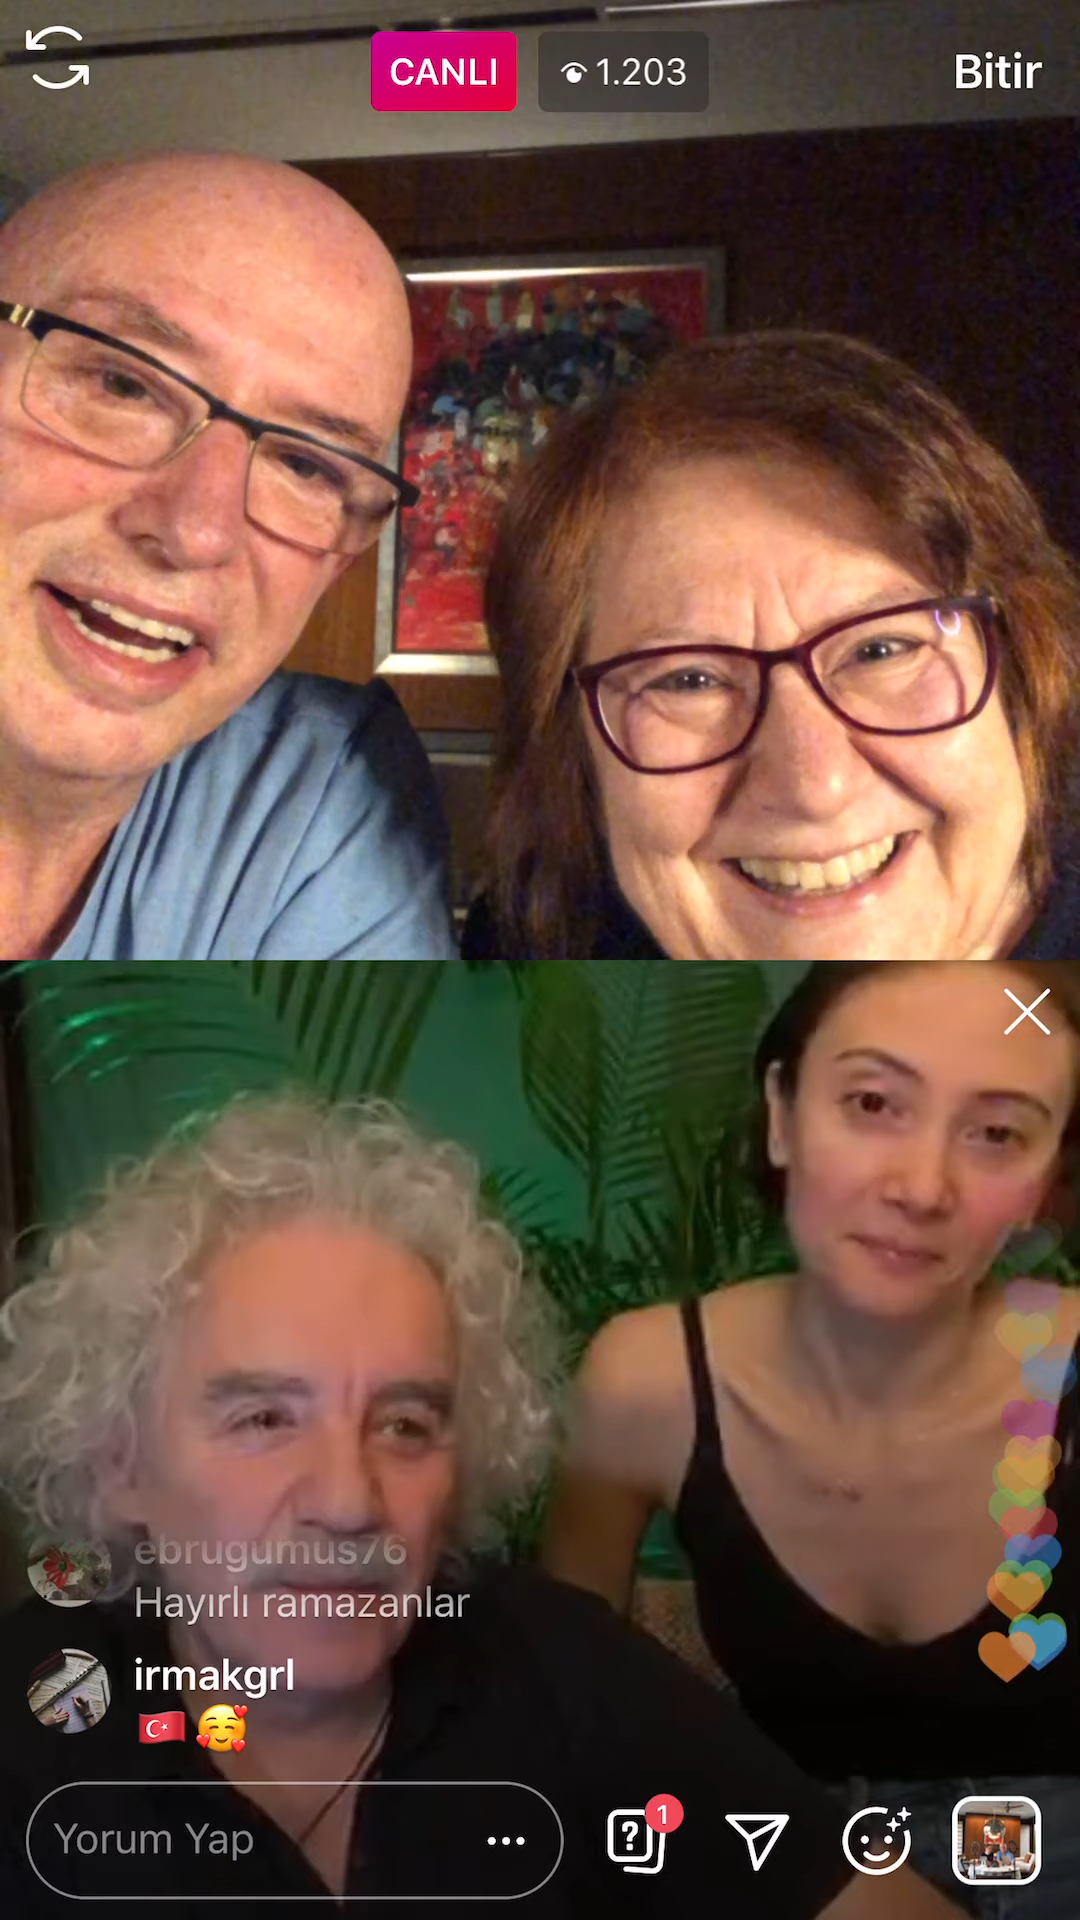 CANLI
1.203
Bitir
ebrugumus76
Hayırlı ramazanlar
irmakgrl
🇹🇷 🥰
Yorum Yap
1